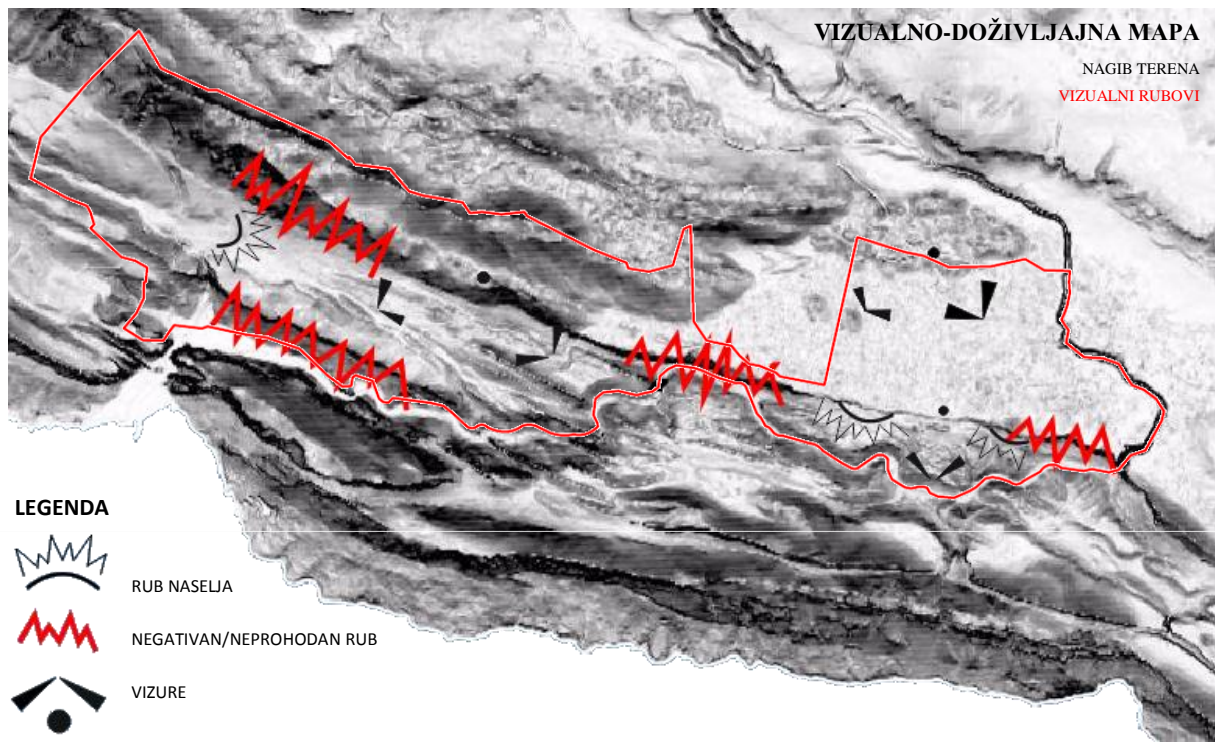 VIZUALNO-DOŽIVLJAJNA MAPA
NAGIB TERENA
VIZUALNI RUBOVI
LEGENDA
RUB NASELJA
NEGATIVAN/NEPROHODAN RUB
VIZURE